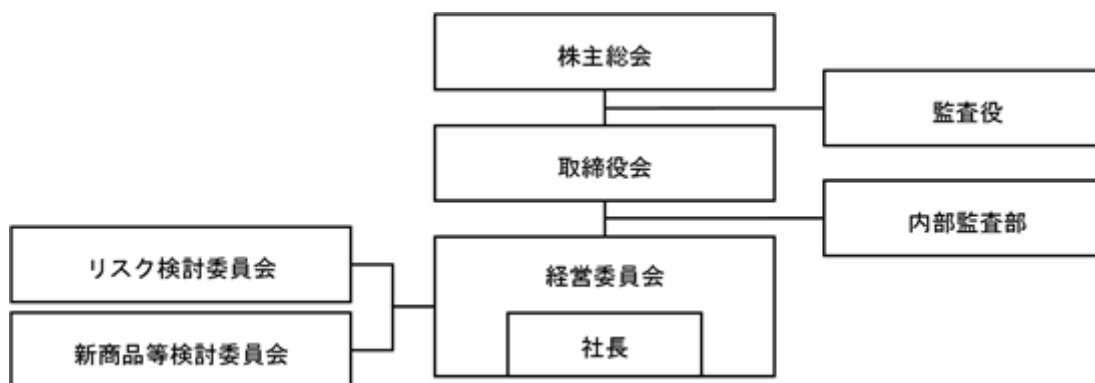 株主総会
監査役
取締役会
内部監査部
リスク検討委員会
経営委員会
新商品等検討委員会
社長